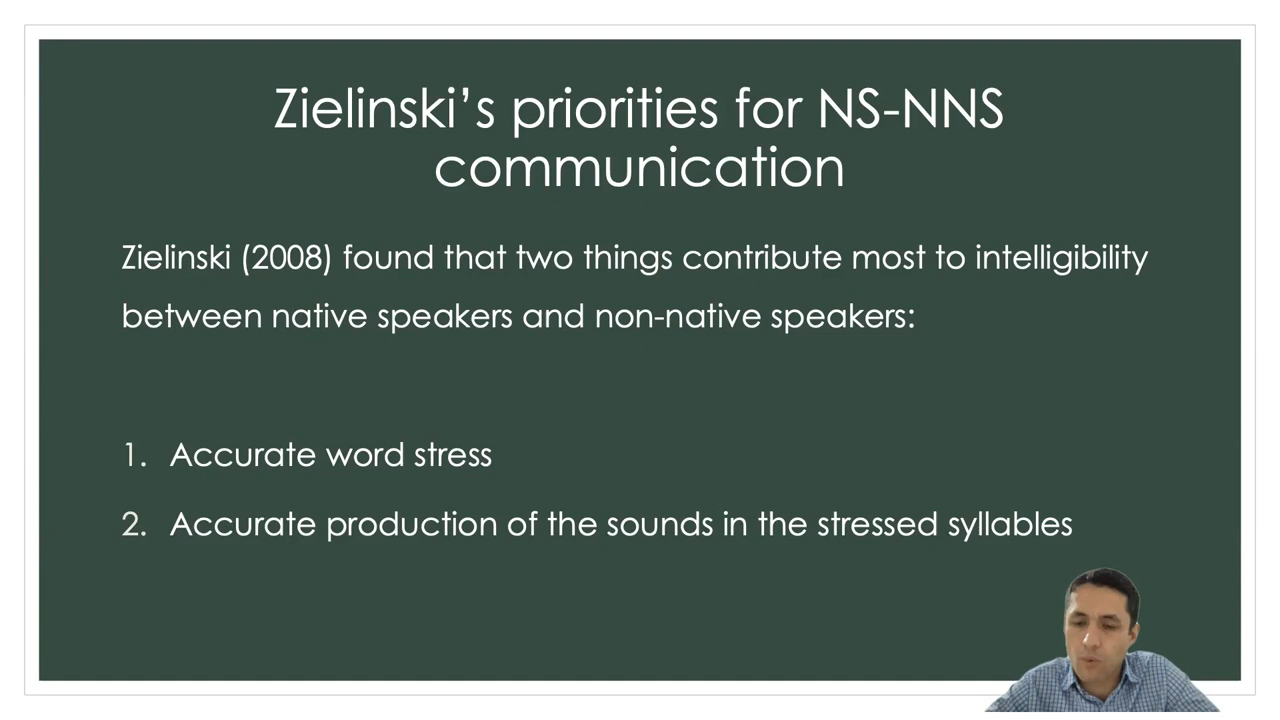 Zielinski’s priorities for NS-NNS
communication
Zielinski (2008) found that two things contribute most to intelligibility
between native speakers and non-native speakers:
1. Accurate word stress
2. Accurate production of the sounds in the stressed syllables